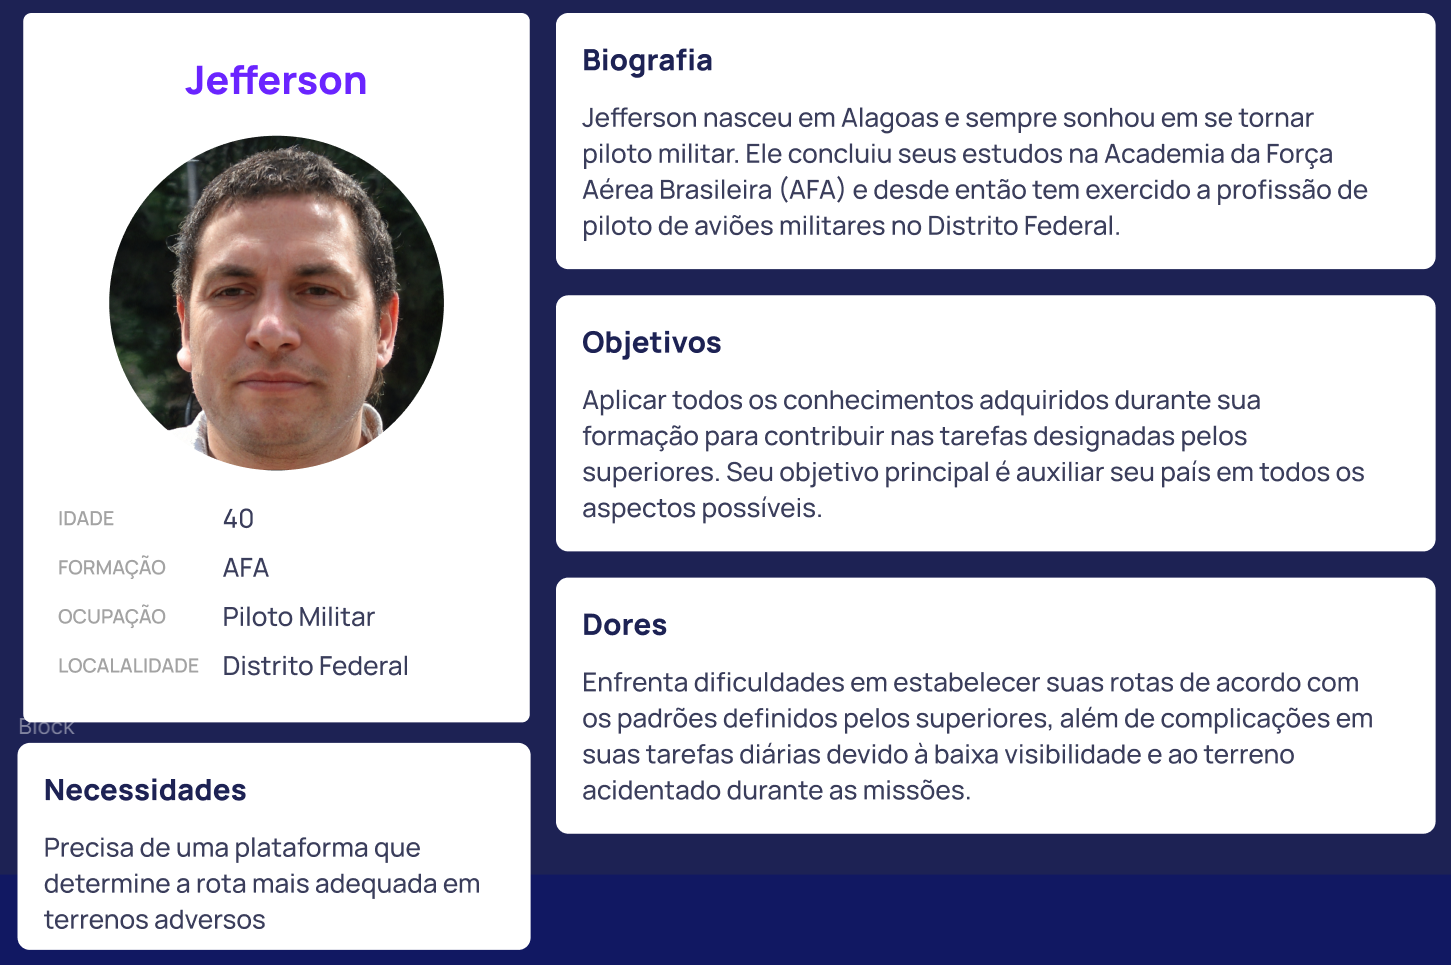 Jefferson
IDADE 40
FORMAÇÃO AFA
OCUPAÇÃO Piloto Militar
LOCALALIDADE Distrito Federal
Block
Necessidades
Precisa de uma plataforma que
determine a rota mais adequada em
terrenos adversos
Biografia
Jefferson nasceu em Alagoas e sempre sonhou em se tornar
piloto militar. Ele concluiu seus estudos na Academia da Força
Aérea Brasileira (AFA) e desde então tem exercido a profissão de
piloto de aviões militares no Distrito Federal.
Objetivos
Aplicar todos os conhecimentos adquiridos durante sua
formação para contribuir nas tarefas designadas pelos
superiores. Seu objetivo principal é auxiliar seu país em todos os
aspectos possíveis.
Dores
Enfrenta dificuldades em estabelecer suas rotas de acordo com
os padrões definidos pelos superiores, além de complicações em
suas tarefas diárias devido à baixa visibilidade e ao terreno
acidentado durante as missões.